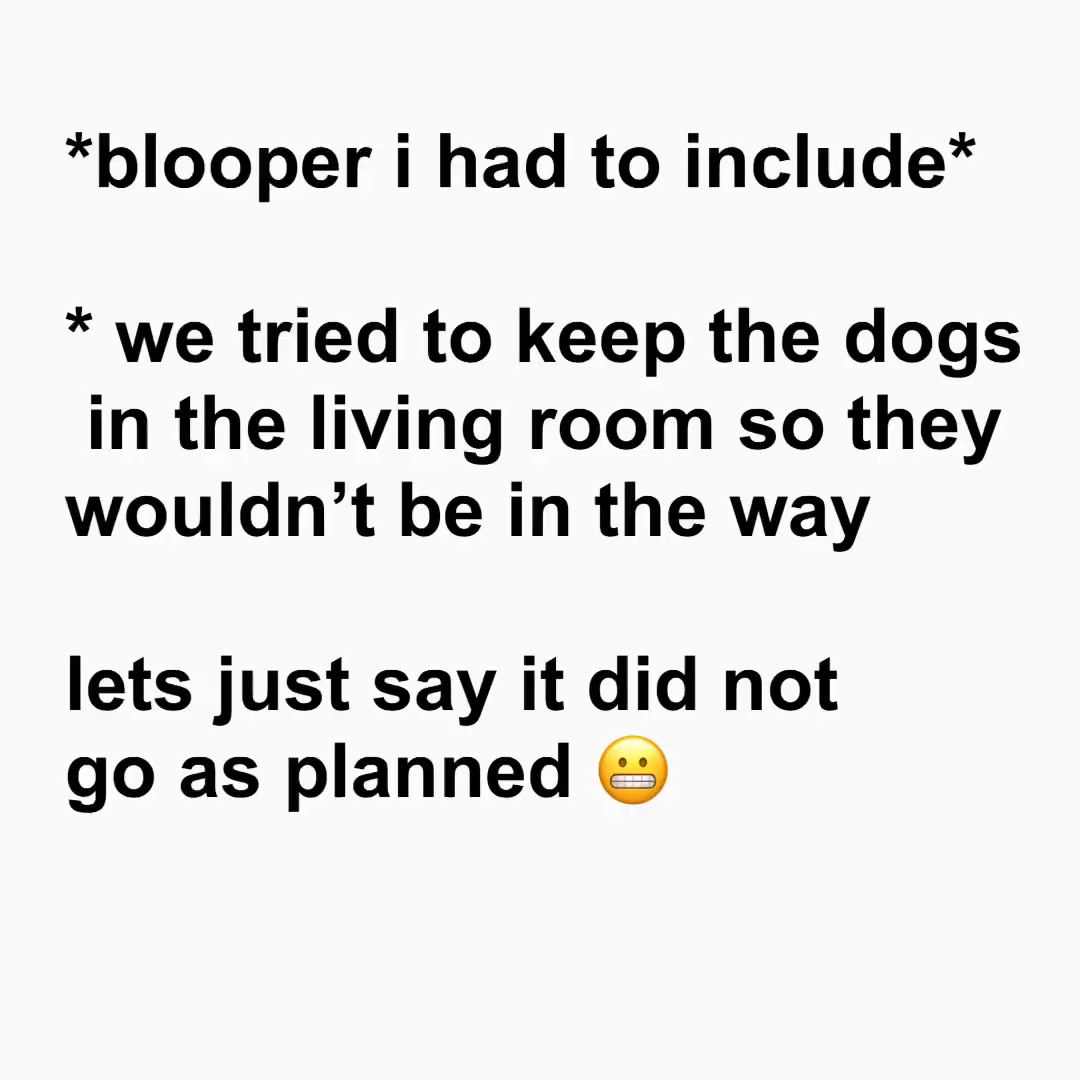 *blooper i had to include*
* we tried to keep the dogs
in the living room so they
wouldn’t be in the way
lets just say it did not
go as planned 😬